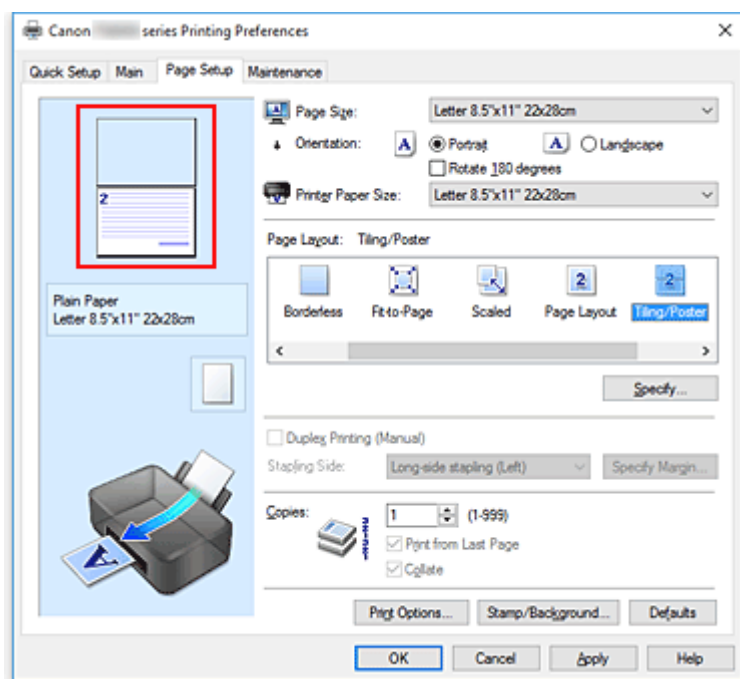 Canon series Printing Preferences
Quick Setup Main Page Setup Maintenance
Page Size: Letter 8.5"x11" 22x28cm
Orientation: A Portrait A Landscape
Rotate 180 degrees
Printer Paper Size: Letter 8.5"x11" 22x28cm
2
Page Layout: Tiling/Poster
2 2
Borderless Fit-to-Page Scaled Page Layout Tiling/Poster
Plain Paper
Letter 8.5"x11" 22x28cm
Specify...
Duplex Printing (Manual)
Stapling Side: Long-side stapling (Left) Specify Margin...
Copies: 1 (1-999)
Print from Last Page
Collate
A
Print Options... Stamp/Background... Defaults
OK Cancel Apply Help